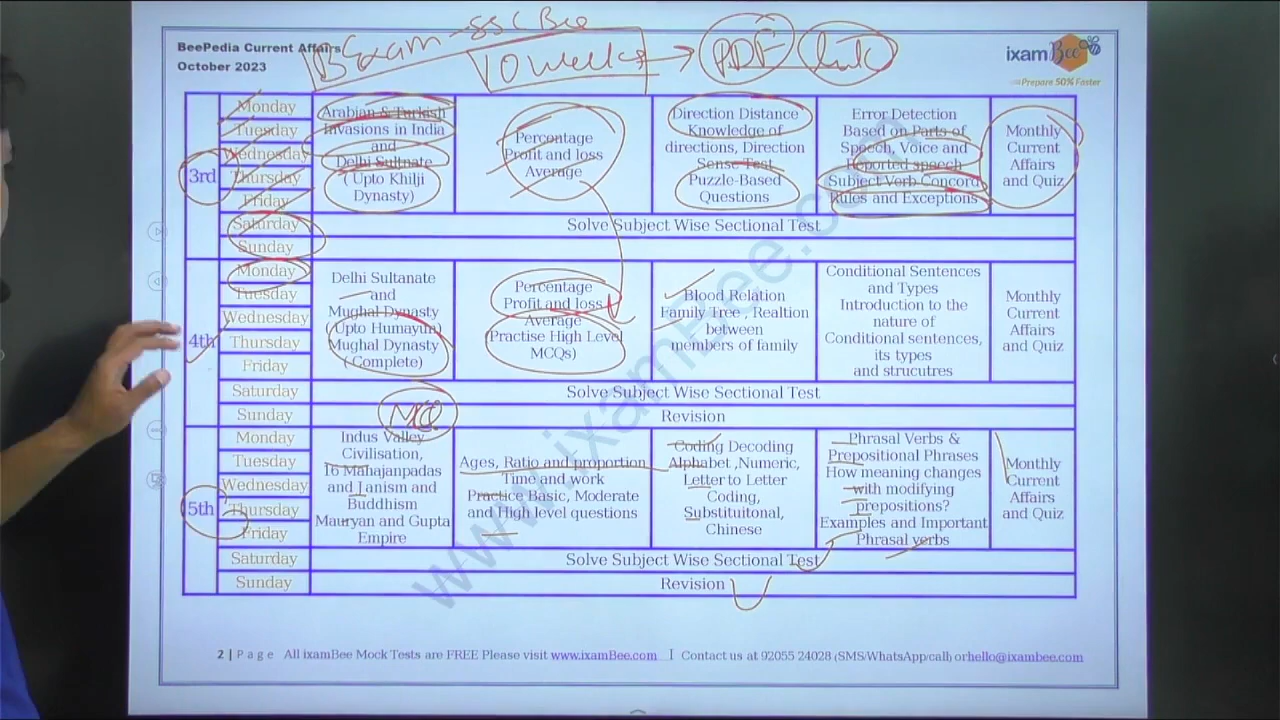 BeePedia Current Affairs
October 2023
Exam - SSC Bee
10 weeks → PDF link
ixamBee
Prepare 50% Faster
3rd
Monday
Tuesday
Wednesday
Thursday
Friday
Arabian & Turkish
Invasions in India
and
Delhi Sultnate
( Upto Khilji
Dynasty)
Percentage
Profit and loss
Average
Direction Distance
Knowledge of
directions, Direction
Sense Test
Puzzle-Based
Questions
Error Detection
Based on Parts of
Speech, Voice and
Reported speech
Subject Verb Concord
Rules and Exceptions
Monthly
Current
Affairs
and Quiz
Saturday
Solve Subject Wise Sectional Test
Sunday
4th
Monday
Tuesday
Wednesday
Thursday
Friday
Delhi Sultanate
and
Mughal Dynasty
(Upto Humayun)
Mughal Dynasty
( Complete)
Percentage
Profit and loss
Average
(Practise High Level
MCQs)
Blood Relation
Family Tree , Realtion
between
members of family
Conditional Sentences
and Types
Introduction to the
nature of
Conditional sentences,
its types
and strucutres
Monthly
Current
Affairs
and Quiz
Saturday
Solve Subject Wise Sectional Test
MCQ
Sunday
Revision
5th
Monday
Tuesday
Wednesday
Thursday
Friday
Indus Valley
Civilisation,
16 Mahajanpadas
and Janism and
Buddhism
Mauryan and Gupta
Empire
Ages, Ratio and proportion
Time and work
Practice Basic, Moderate
and High level questions
Coding Decoding
Alphabet ,Numeric,
Letter to Letter
Coding,
Substituitonal,
Chinese
Phrasal Verbs &
Prepositional Phrases
How meaning changes
with modifying
prepositions?
Examples and Important
Phrasal verbs
Monthly
Current
Affairs
and Quiz
Saturday
Solve Subject Wise Sectional Test
Sunday
Revision
www.ixamBee.com
2 | P a g e All ixamBee Mock Tests are FREE Please visit www.ixamBee.com I Contact us at 92055 24028 (SMS/WhatsApp/call) orhello@ixambee.com